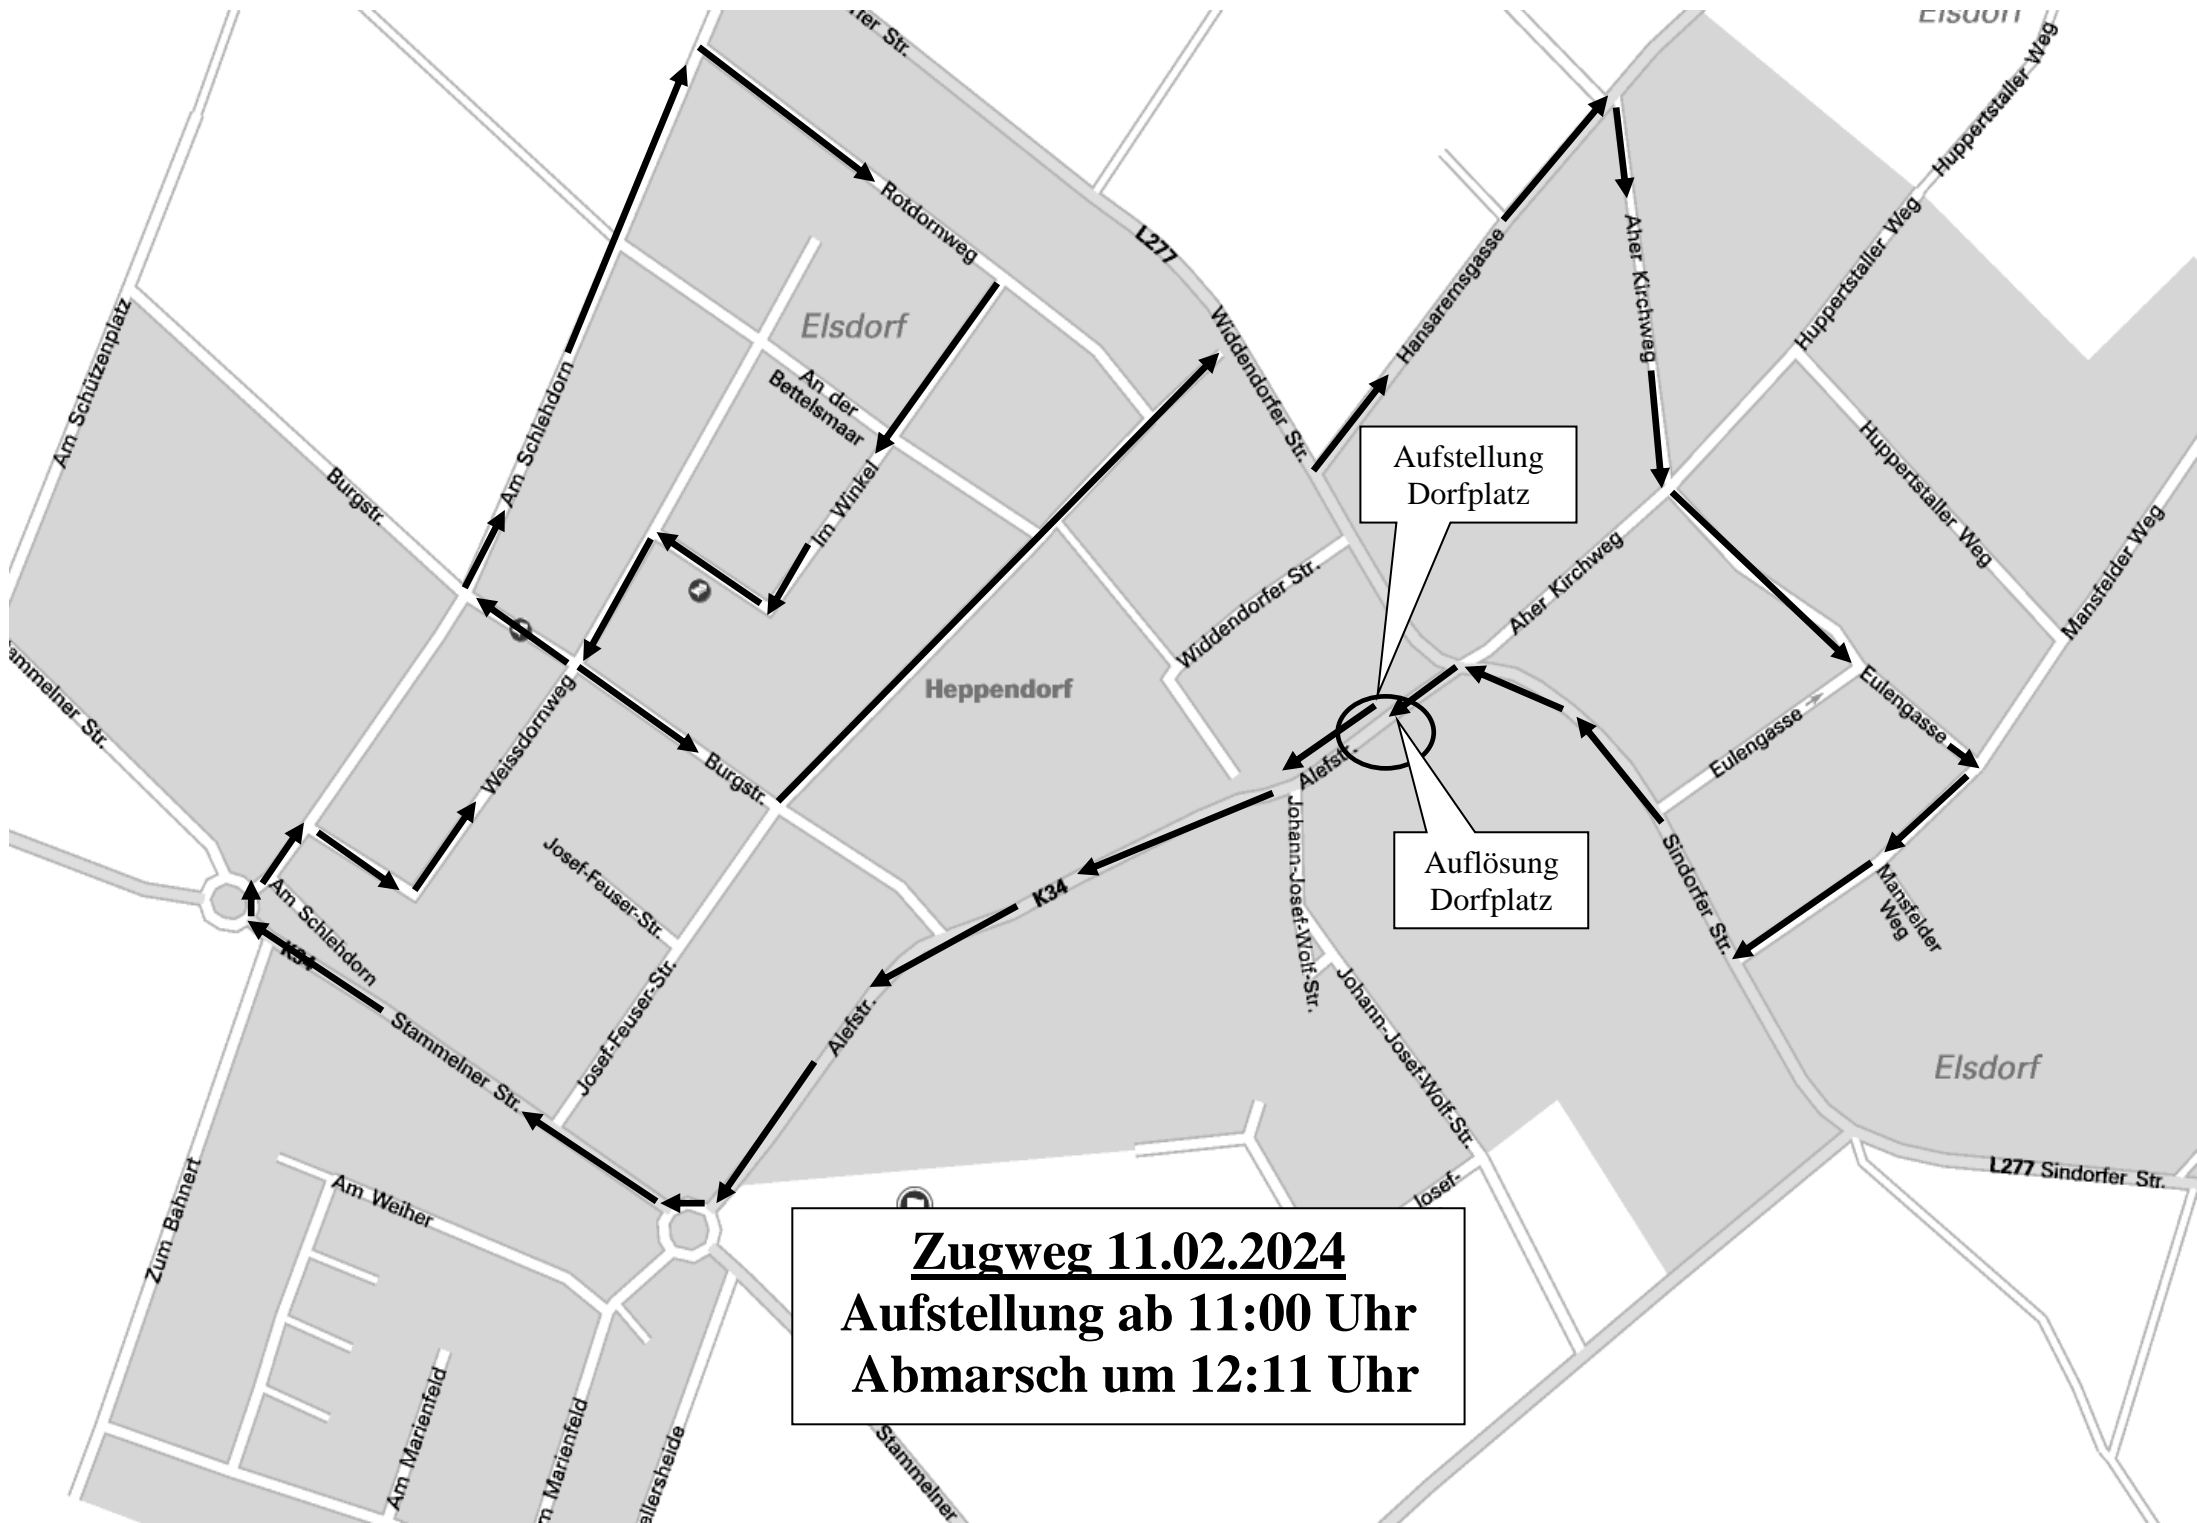 Elsdorf
Huppertstaller Weg
Huppertstaller Weg
Huppertstaller Weg
Huppertstaller Weg
L277
Rotdornweg
Elsdorf
An der
Bettelsmaar
Am Schützenplatz
Burgstr.
Am Schlehdorn
Im Winkel
Widdendorfer Str.
Hansaremsgasse
Aher Kirchweg
Aufstellung
Dorfplatz
Mansfelder Weg
Aher Kirchweg
Widdendorfer Str.
Heppendorf
Weissdornweg
Burgstr.
Alefstr.
Eulengasse
Eulengasse
Sindorfer Str.
Mansfelder
Weg
Auflösung
Dorfplatz
Johann-Josef-Wolf-Str.
Johann-Josef-Wolf-Str.
K34
Josef-Feuser-Str.
Josef-Feuser-Str.
Am Schlehdorn
K34
Stammelner Str.
Alefstr.
Elsdorf
L277 Sindorfer Str.
Zum Bahnert
Am Weiher
Josef-
Zugweg 11.02.2024
Aufstellung ab 11:00 Uhr
Abmarsch um 12:11 Uhr
Am Marienfeld
Marienfeld
Stammelner